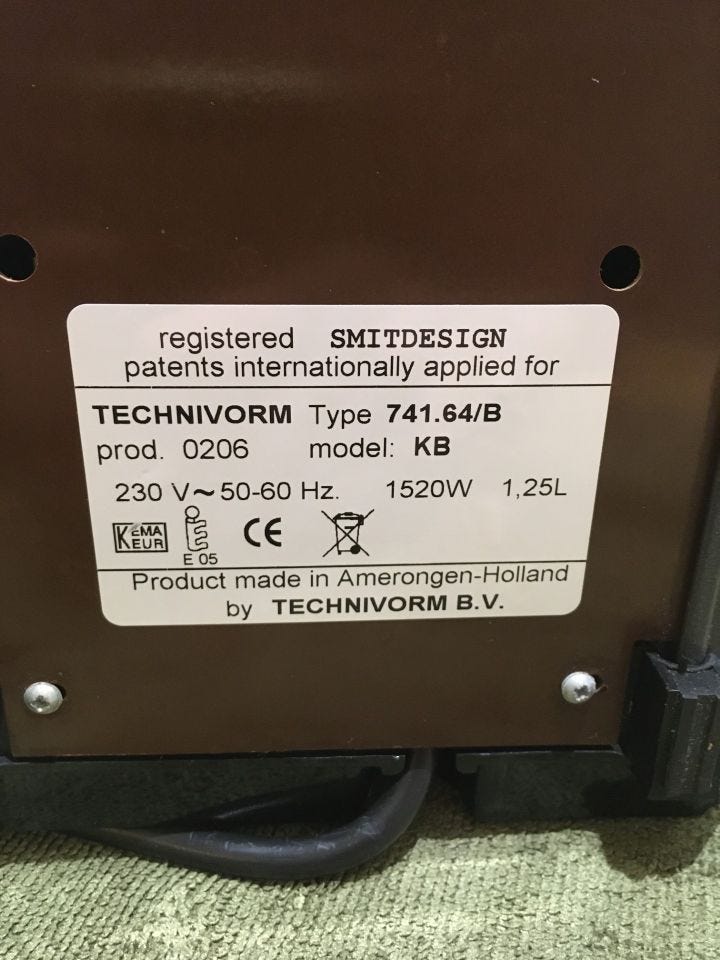 registered SMITDESIGN
patents internationally applied for
TECHNIVORM Type 741.64/B
prod. 0206 model: KB
230 V~50-60 Hz. 1520W 1,25L
KEMA
KEUR
E 05
CE
Product made in Amerongen-Holland
by TECHNIVORM B.V.